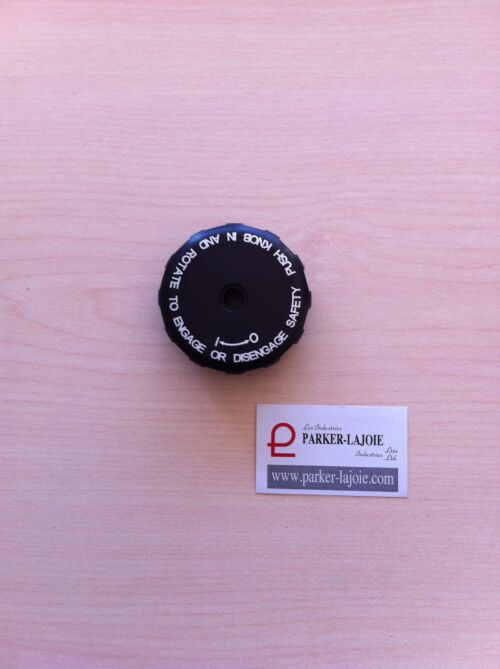 PUSH KNOB IN AND ROTATE TO ENGAGE OR DISENGAGE SAFETY
I O
Les Industries
PARKER-LAJOIE
Industries Ltée
Ltd
www.parker-lajoie.com